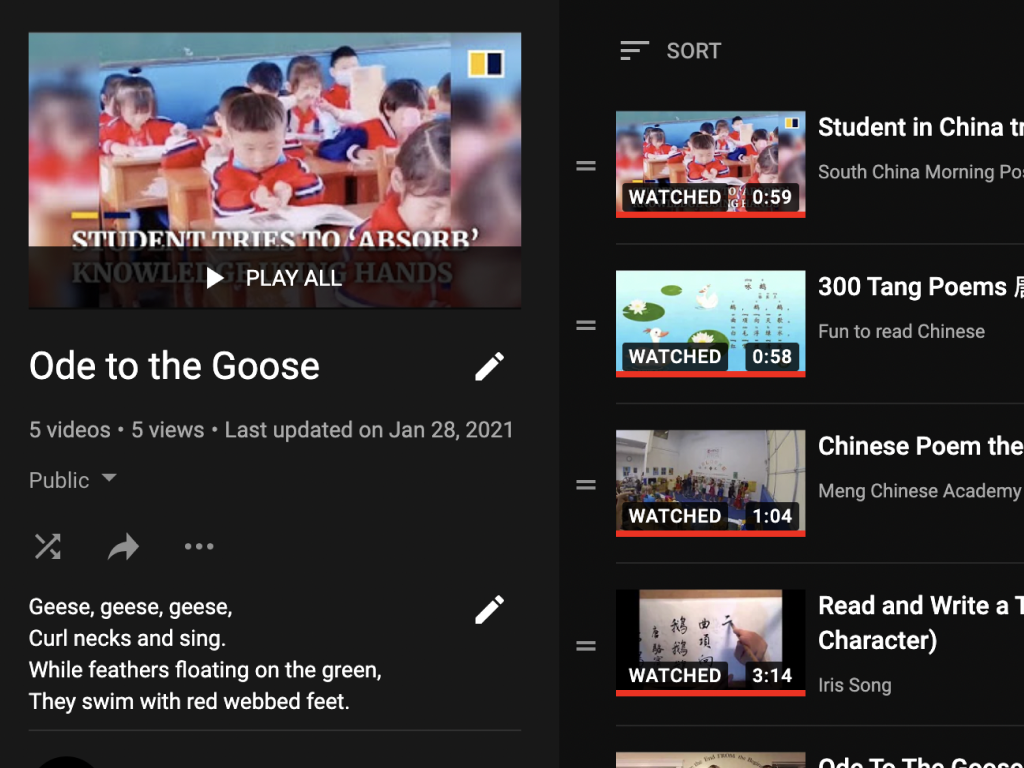 STUDENT TRIES TO ‘ABSORB’
KNOWLEDGE USING HANDS
PLAY ALL
Ode to the Goose
5 videos • 5 views • Last updated on Jan 28, 2021
Public
Geese, geese, geese,
Curl necks and sing.
While feathers floating on the green,
They swim with red webbed feet.
SORT
Student in China
South China Morning
WATCHED 0:59
300 Tang Poems
Fun to read Chinese
WATCHED 0:58
Chinese Poem the
Meng Chinese Academy
WATCHED 1:04
Read and Write a
Character)
Iris Song
曲項
鵝
WATCHED 3:14
Ode To The Goose